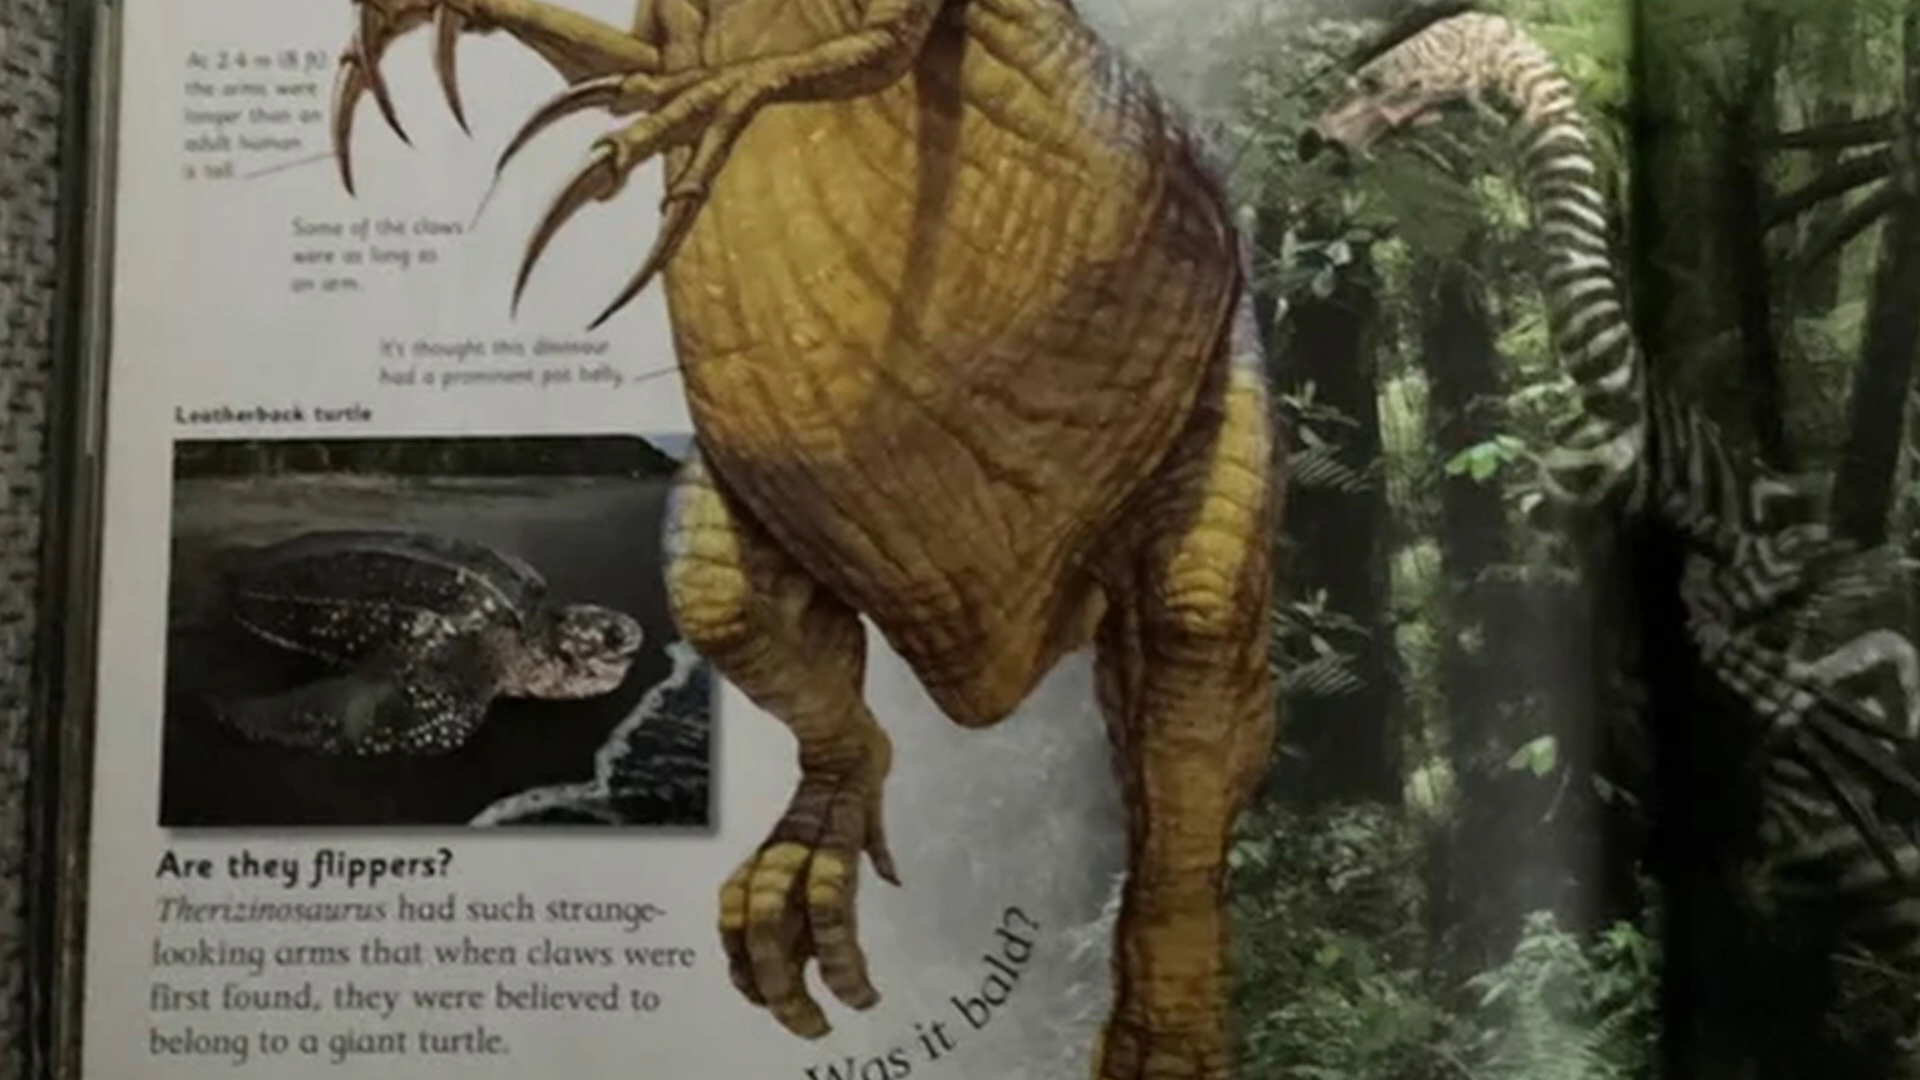 At 2.4 m (8 ft)
the arms were
longer than an
adult human
is tall.
Some of the claws
were as long as
an arm.
It's thought this dinosaur
had a prominent pot belly.
Leatherback turtle
Are they flippers?
Therizinosaurus had such strange-
looking arms that when claws were
first found, they were believed to
belong to a giant turtle.
Was it bald?